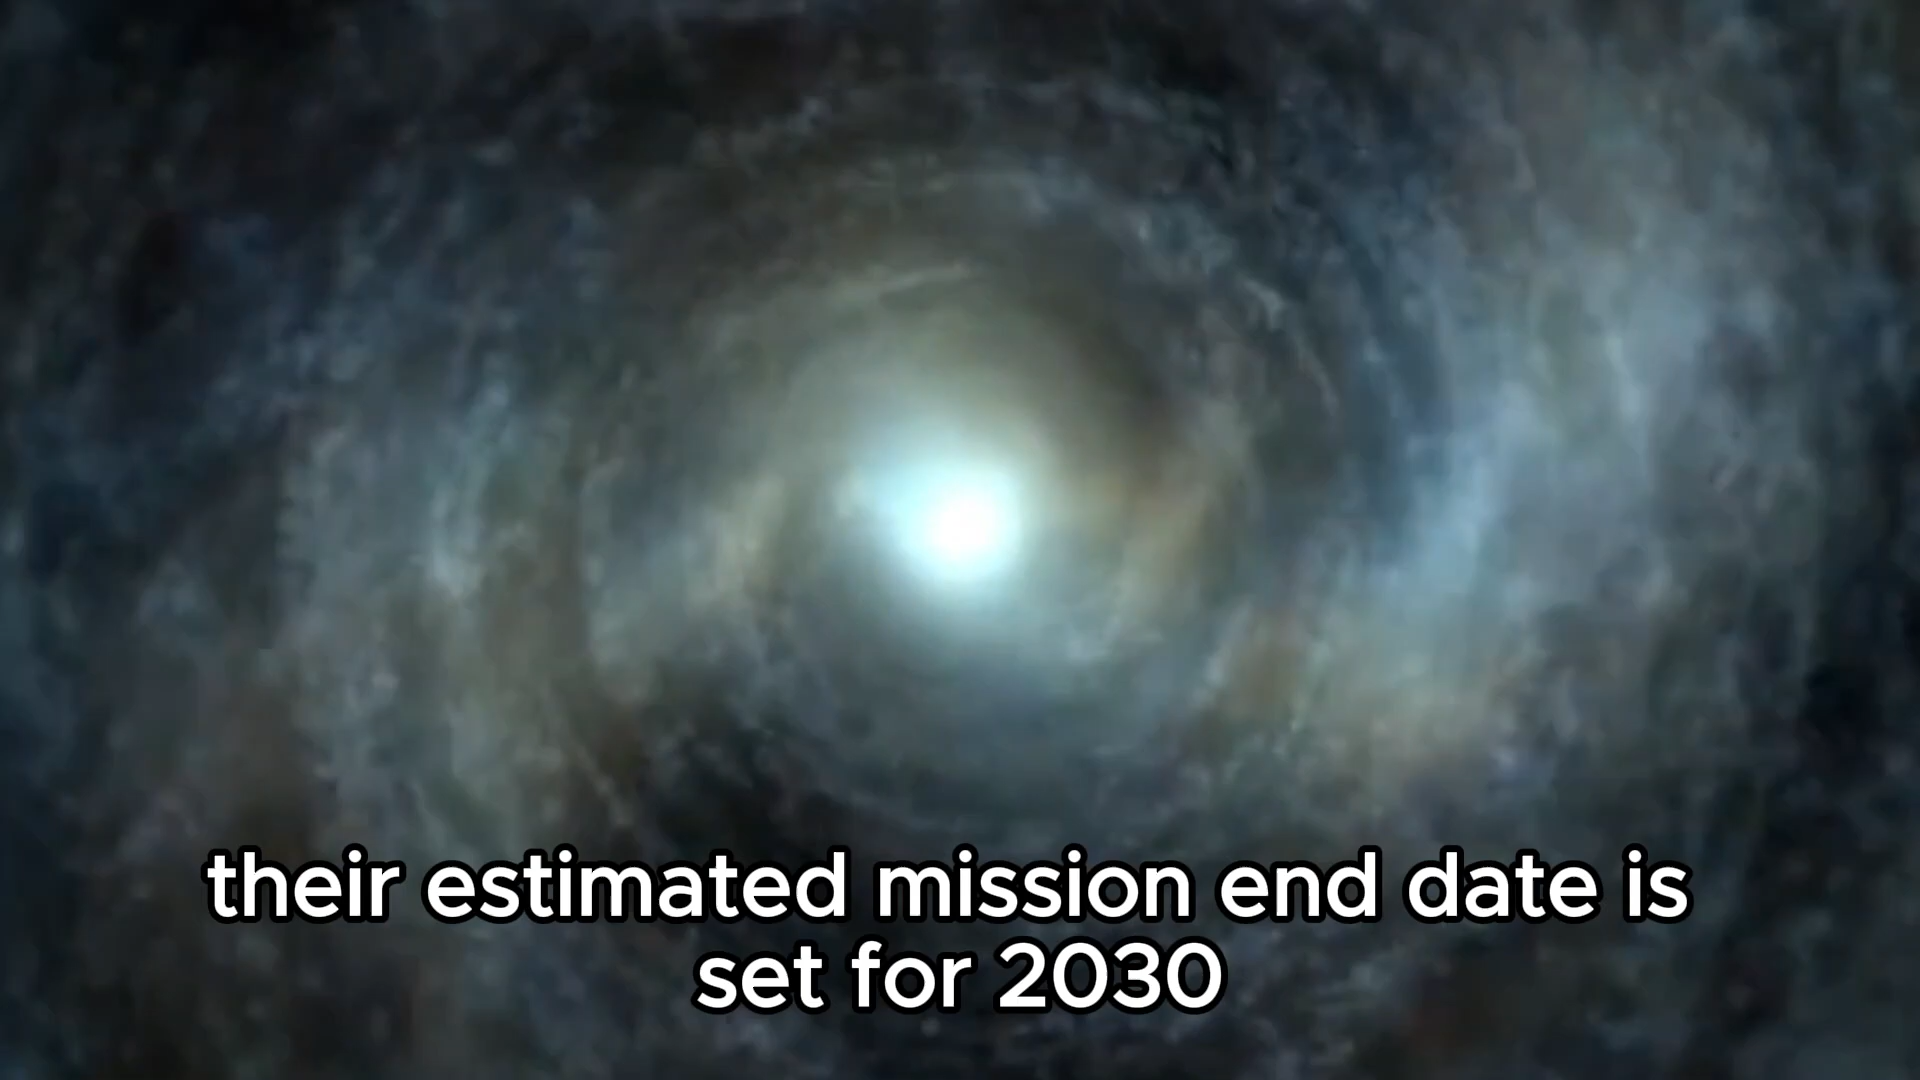 their estimated mission end date is
set for 2030